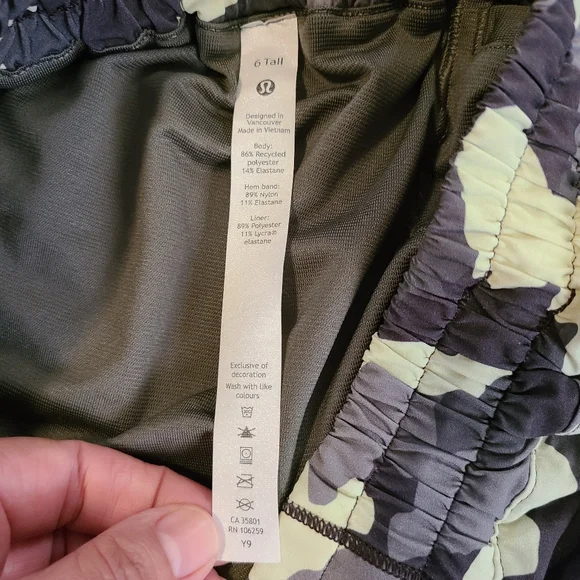 6 Tall
Designed in
Vancouver
Made in Vietnam
Body:
86% Recycled
polyester
14% Elastane
Hem band:
89% Nylon
11% Elastane
Liner:
89% Polyester
11% Lycra®
elastane
Exclusive of
decoration
Wash with like
colours
CA 35801
RN 106259
Y9